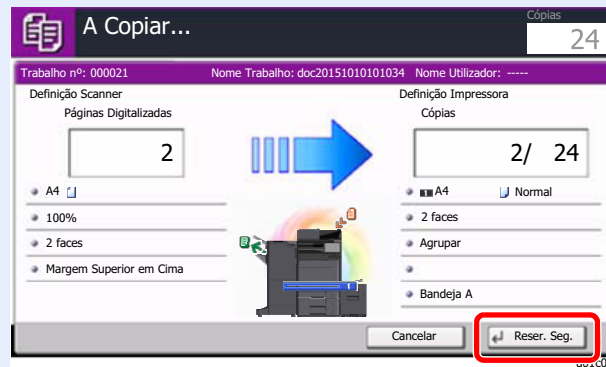 A Copiar...
Cópias
24
Trabalho nº: 000021 Nome Trabalho: doc20151010101034 Nome Utilizador: -----
Definição Scanner
Páginas Digitalizadas
2
A4
100%
2 faces
Margem Superior em Cima
Definição Impressora
Cópias
2/ 24
A4 Normal
2 faces
Agrupar
Bandeja A
1
Cancelar
Reser. Seg.